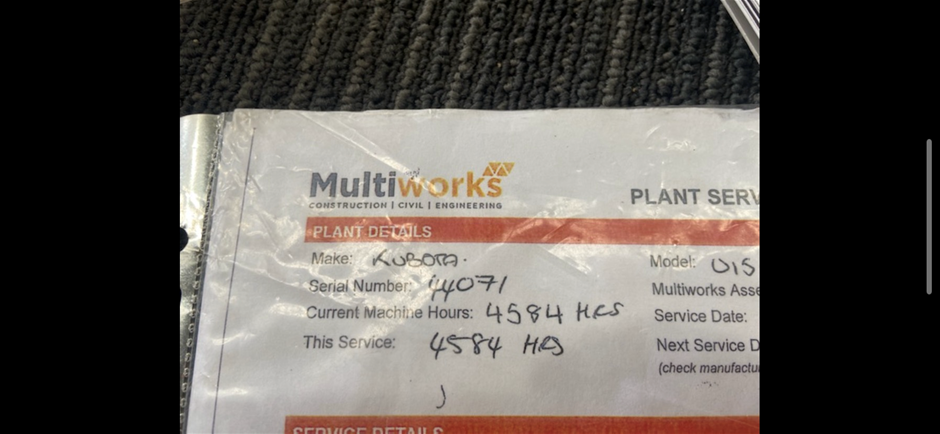 Multiworks
CONSTRUCTION | CIVIL | ENGINEERING
PLANT SERV
PLANT DETAILS
Make: KUBOTA.
Model: U15
Serial Number: 44071
Multiworks Asse
Current Machine Hours: 4584 HRS
Service Date:
This Service: 4584 HRS
Next Service D
(check manufactu
SERVICE DETAILS